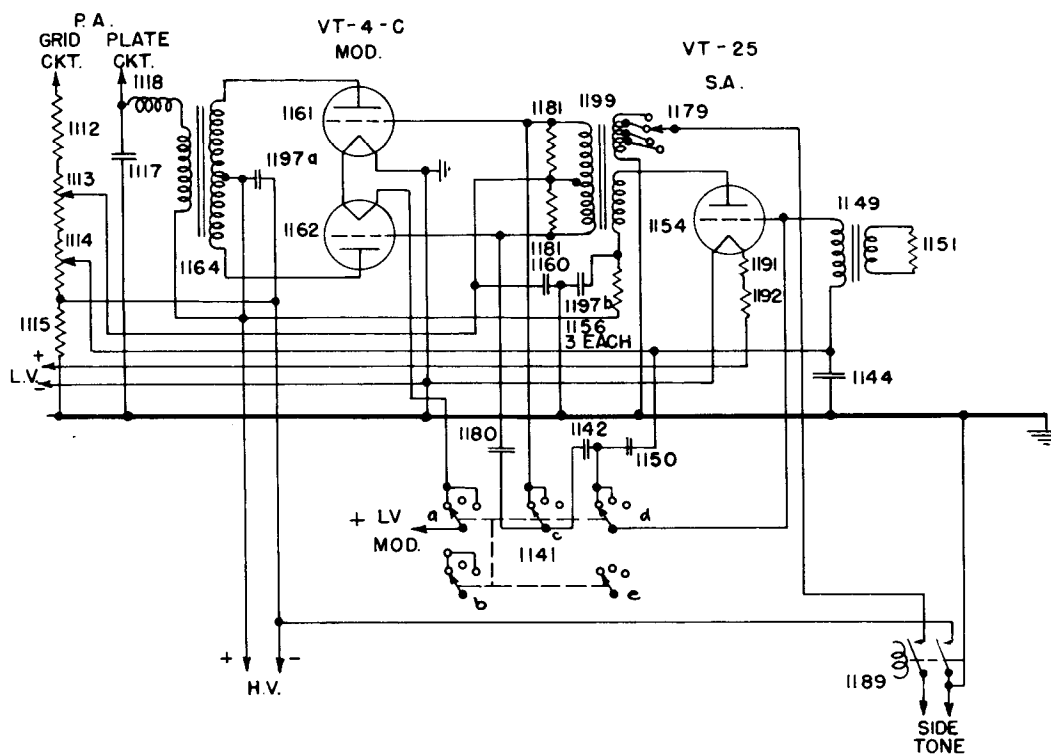 P.A.
GRID PLATE
CKT. CKT.
VT-4-C
MOD.
VT-25
S.A.
1118
1112
1117
1113
1114
1115
1197a
1164
1161
1162
1181
1199
1179
1181
1160
1197b
1156
3 EACH
1154
1149
1151
1191
1192
+
L.V.
-
1144
1180
1142
1150
a
c
d
+ LV
MOD.
1141
b
e
+ -
H.V.
1189
SIDE
TONE